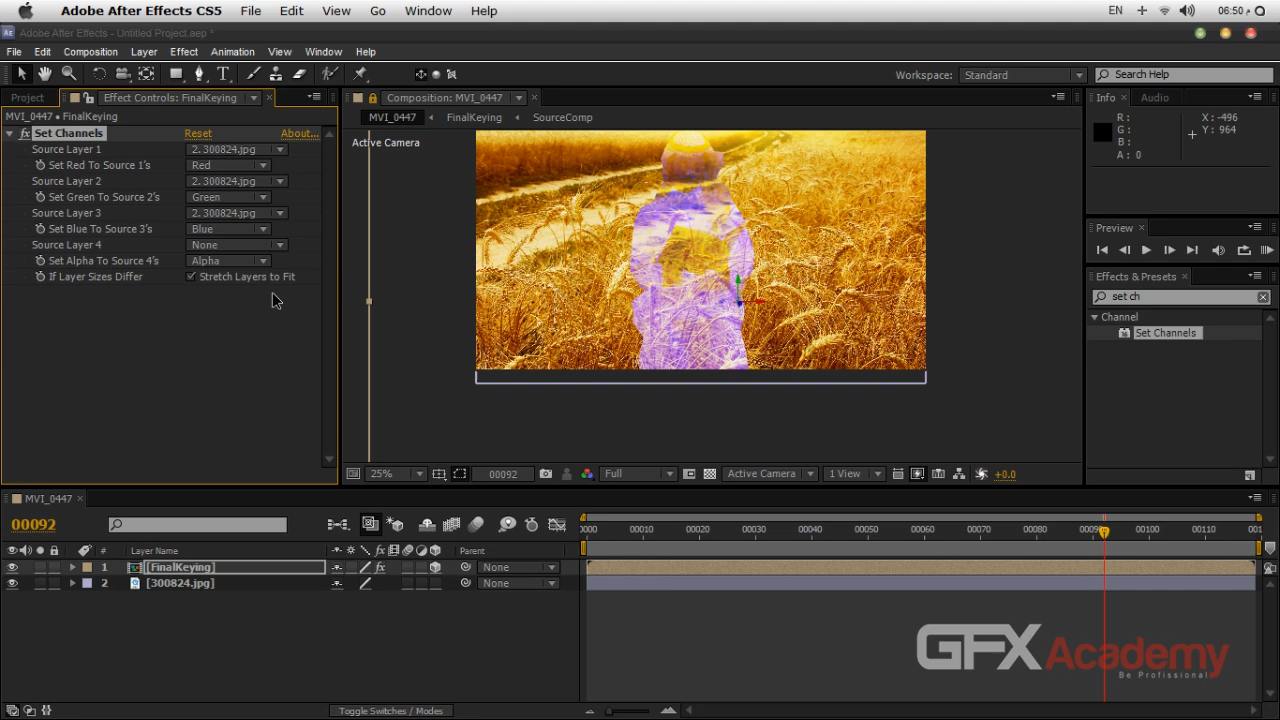 Adobe After Effects CS5 File Edit View Go Window Help EN 06:50
Adobe After Effects - Untitled Project.aep *
File Edit Composition Layer Effect Animation View Window Help
Workspace: Standard Search Help
Project Effect Controls: FinalKeying Composition: MVI_0447 Info Audio
MVI_0447 • FinalKeying
MVI_0447 FinalKeying SourceComp
R: X: -496
G: Y: 964
B:
A: 0
fx Set Channels Reset About...
Source Layer 1 2. 300824.jpg
Set Red To Source 1's Red
Source Layer 2 2. 300824.jpg
Set Green To Source 2's Green
Source Layer 3 2. 300824.jpg
Set Blue To Source 3's Blue
Source Layer 4 None
Set Alpha To Source 4's Alpha
If Layer Sizes Differ Stretch Layers to Fit
Active Camera
Preview
Effects & Presets
set ch
Channel
Set Channels
25% 00092 Full Active Camera 1 View +0.0
MVI_0447
00092 0000 00010 00020 00030 00040 00050 00060 00070 00080 00100 00110
# Layer Name fx Parent
1 [FinalKeying] fx None
2 [300824.jpg] None
GFX Academy
Be Profissional
Toggle Switches / Modes